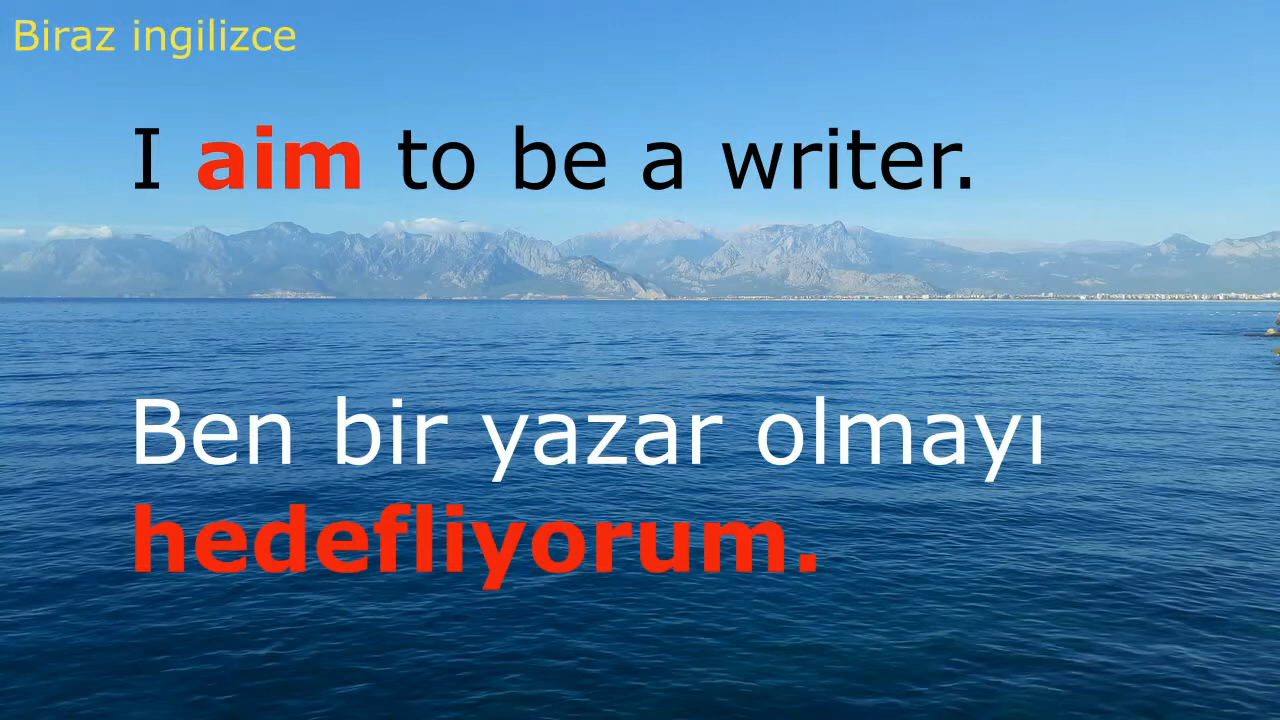 Biraz ingilizce
I aim to be a writer.
Ben bir yazar olmayı
hedefliyorum.